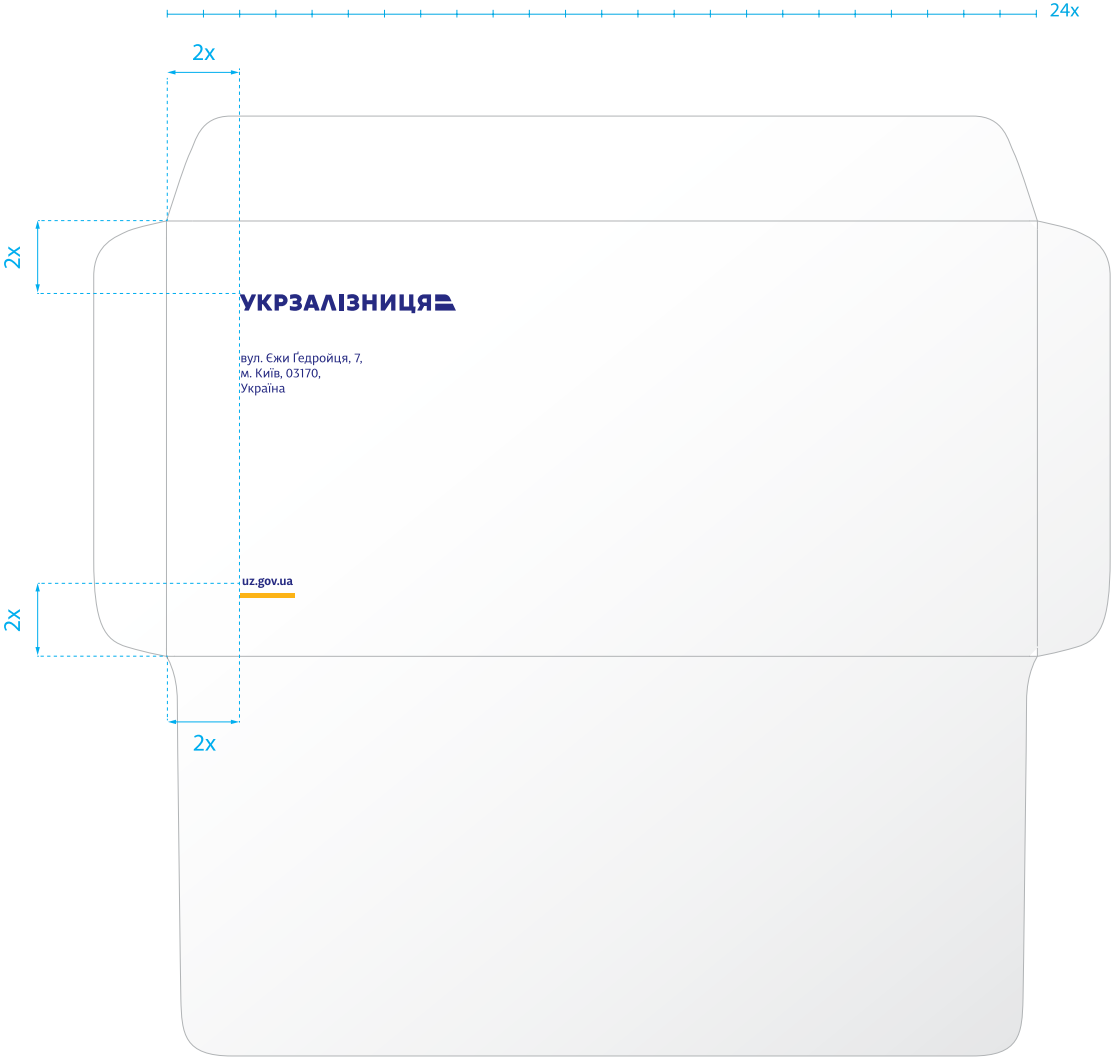 24x
2x
2x
УКРЗАЛІЗНИЦЯ
вул. Єжи Ґедройця, 7,
м. Київ, 03170,
Україна
uz.gov.ua
2x
2x